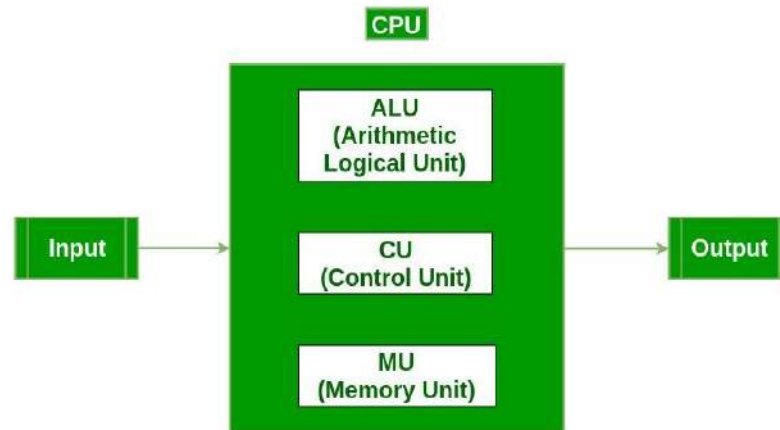 CPU
ALU
(Arithmetic
Logical Unit)
Input
CU
(Control Unit)
Output
MU
(Memory Unit)